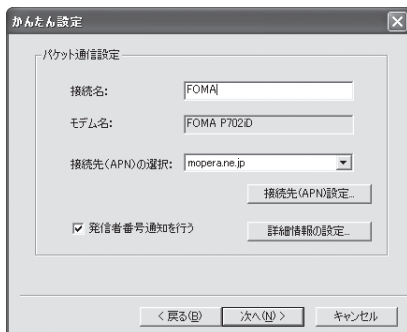 かんたん設定
パケット通信設定
接続名: FOMA
モデム名: FOMA P702iD
接続先(APN)の選択: mopera.ne.jp
接続先(APN)設定...
発信者番号通知を行う
詳細情報の設定...
< 戻る(B)
次へ(N) >
キャンセル